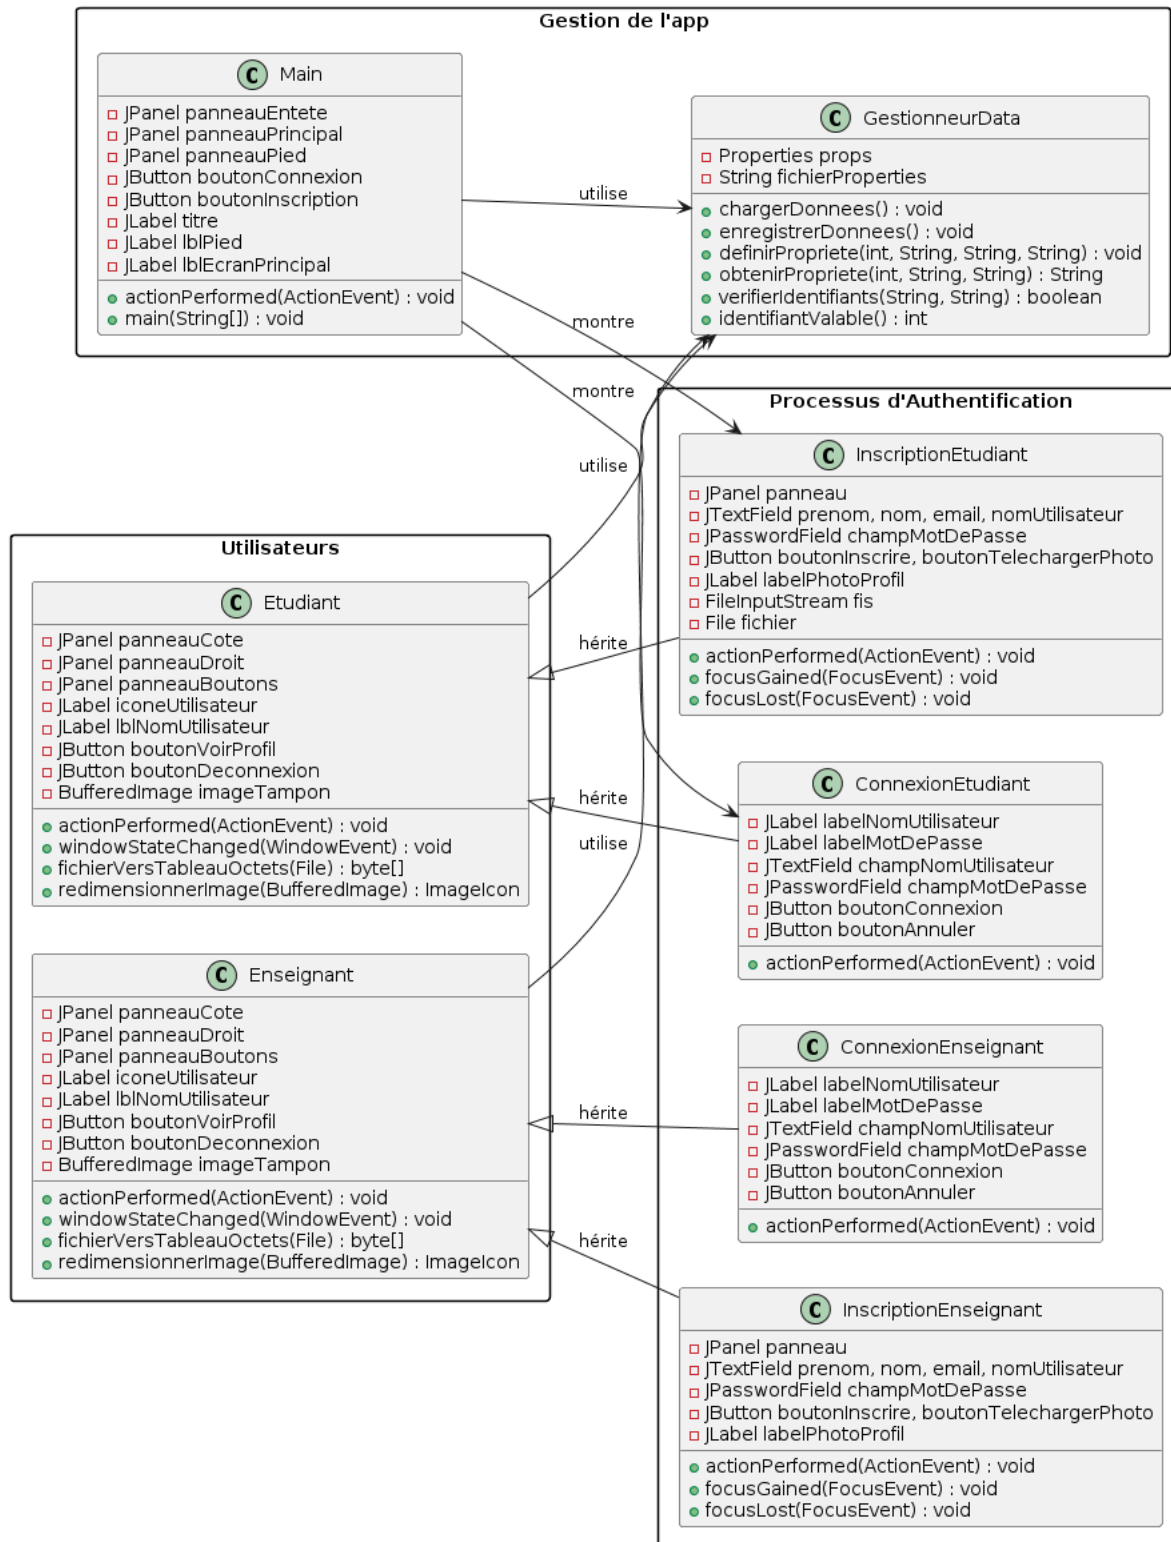 Gestion de l'app
C Main
JPanel panneauEntete
JPanel panneauPrincipal
JPanel panneauPied
JButton boutonConnexion
JButton boutonInscription
JLabel titre
JLabel lblPied
JLabel lblEcranPrincipal
actionPerformed(ActionEvent) : void
main(String[]) : void
utilise
montre
montre
utilise
C GestionneurData
Properties props
String fichierProperties
chargerDonnees() : void
enregistrerDonnees() : void
definirPropriete(int, String, String, String) : void
obtenirPropriete(int, String, String) : String
verifierIdentifiants(String, String) : boolean
identifiantValable() : int
Processus d'Authentification
C InscriptionEtudiant
JPanel panneau
JTextField prenom, nom, email, nomUtilisateur
JPasswordField champMotDePasse
JButton boutonInscrire, boutonTelechargerPhoto
JLabel labelPhotoProfil
FileInputStream fis
File fichier
actionPerformed(ActionEvent) : void
focusGained(FocusEvent) : void
focusLost(FocusEvent) : void
Utilisateurs
C Etudiant
JPanel panneauCote
JPanel panneauDroit
JPanel panneauBoutons
JLabel iconeUtilisateur
JLabel lblNomUtilisateur
JButton boutonVoirProfil
JButton boutonDeconnexion
BufferedImage imageTampon
actionPerformed(ActionEvent) : void
windowStateChanged(WindowEvent) : void
fichierVersTableauOctets(File) : byte[]
redimensionnerImage(BufferedImage) : ImageIcon
hérite
hérite
utilise
C ConnexionEtudiant
JLabel labelNomUtilisateur
JLabel labelMotDePasse
JTextField champNomUtilisateur
JPasswordField champMotDePasse
JButton boutonConnexion
JButton boutonAnnuler
actionPerformed(ActionEvent) : void
C Enseignant
JPanel panneauCote
JPanel panneauDroit
JPanel panneauBoutons
JLabel iconeUtilisateur
JLabel lblNomUtilisateur
JButton boutonVoirProfil
JButton boutonDeconnexion
BufferedImage imageTampon
actionPerformed(ActionEvent) : void
windowStateChanged(WindowEvent) : void
fichierVersTableauOctets(File) : byte[]
redimensionnerImage(BufferedImage) : ImageIcon
hérite
hérite
C ConnexionEnseignant
JLabel labelNomUtilisateur
JLabel labelMotDePasse
JTextField champNomUtilisateur
JPasswordField champMotDePasse
JButton boutonConnexion
JButton boutonAnnuler
actionPerformed(ActionEvent) : void
C InscriptionEnseignant
JPanel panneau
JTextField prenom, nom, email, nomUtilisateur
JPasswordField champMotDePasse
JButton boutonInscrire, boutonTelechargerPhoto
JLabel labelPhotoProfil
actionPerformed(ActionEvent) : void
focusGained(FocusEvent) : void
focusLost(FocusEvent) : void